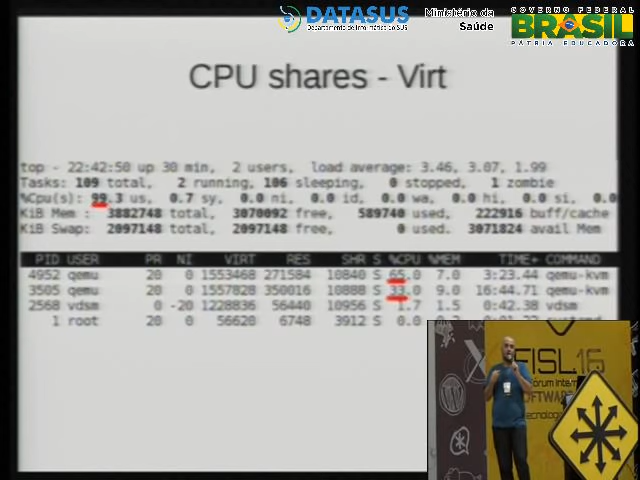 DATASUS
Departamento de Informática do SUS
Ministério da
Saúde
GOVERNO FEDERAL
BRASIL
PÁTRIA EDUCADORA
CPU shares - Virt
top - 22:42:50 up 30 min, 2 users, load average: 3.46, 3.07, 1.99
Tasks: 109 total, 2 running, 106 sleeping, 0 stopped, 1 zombie
%Cpu(s): 99.3 us, 0.7 sy, 0.0 ni, 0.0 id, 0.0 wa, 0.0 hi, 0.0 si, 0.0
KiB Mem : 3882748 total, 3070092 free, 589740 used, 222916 buff/cache
KiB Swap: 2097148 total, 2097148 free, 0 used. 3071824 avail Mem
PID USER PR NI VIRT RES SHR S %CPU %MEM TIME+ COMMAND
4952 qemu 20 0 1553468 271584 10840 S 65.0 7.0 3:23.44 qemu-kvm
3505 qemu 20 0 1557828 350016 10888 S 33.0 9.0 16:44.71 qemu-kvm
2568 vdsm 0 -20 1228836 56440 10956 S 1.7 1.5 0:42.38 vdsm
1 root 20 0 56620 6748 3912 S 0.0
FISL16